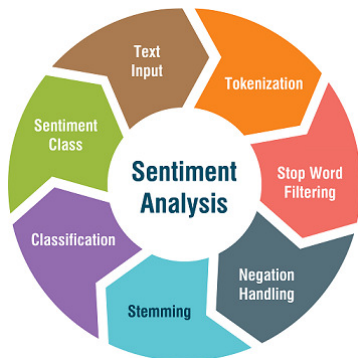 Text
Input
Tokenization
Stop Word
Filtering
Negation
Handling
Stemming
Classification
Sentiment
Class
Sentiment
Analysis